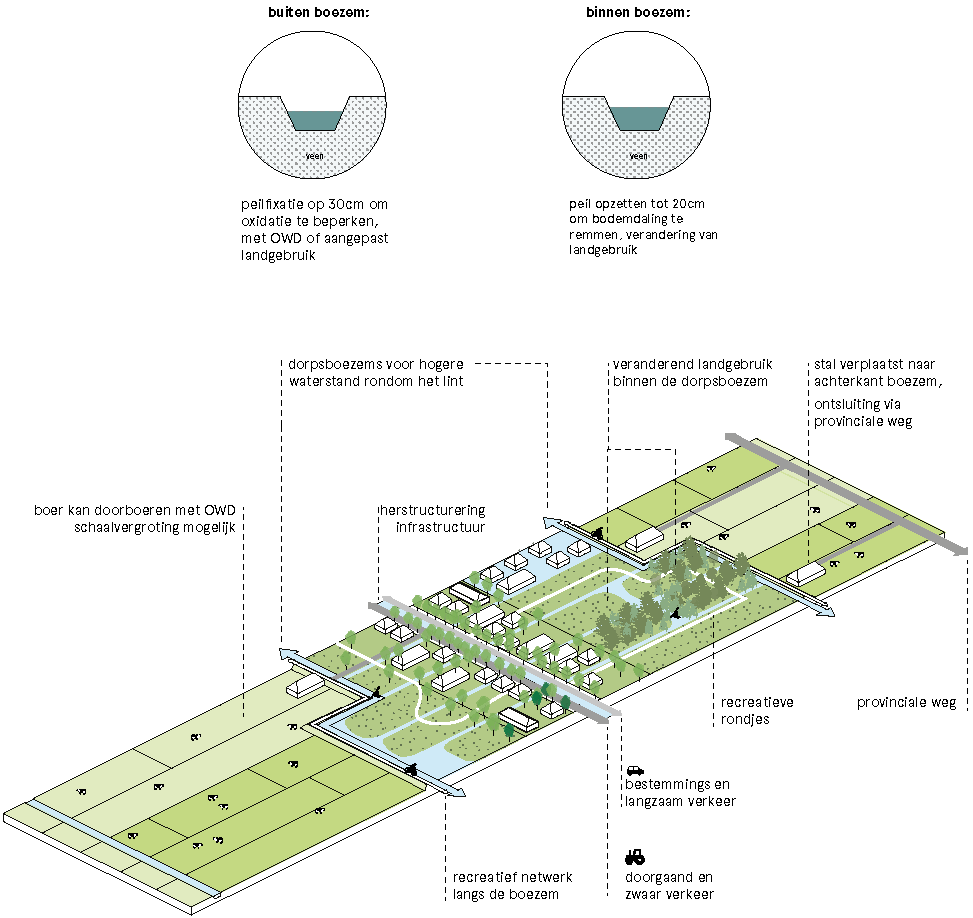 buiten boezem:
binnen boezem:
veen
veen
peilfixatie op 30cm om
oxidatie te beperken,
met OWD of aangepast
landgebruik
peil opzetten tot 20cm
om bodemdaling te
remmen, verandering van
landgebruik
dorpsboezems voor hogere
waterstand rondom het lint
veranderend landgebruik
binnen de dorpsboezem
stal verplaatst naar
achterkant boezem,
ontsluiting via
provinciale weg
boer kan doorboeren met OWD
schaalvergroting mogelijk
herstructurering
infrastructuur
recreatieve
rondjes
provinciale weg
bestemmings en
langzaam verkeer
recreatief netwerk
langs de boezem
doorgaand en
zwaar verkeer